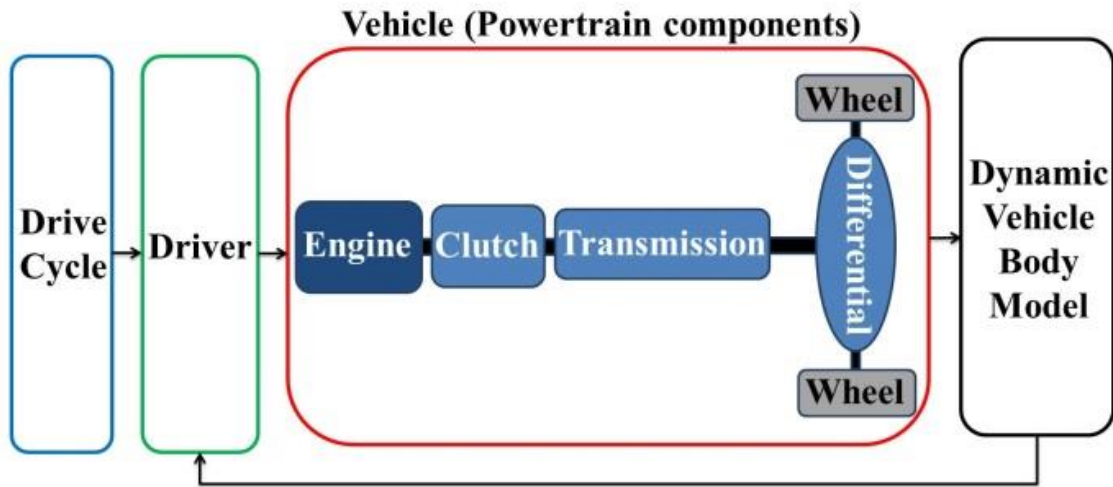 Vehicle (Powertrain components)
Drive
Cycle
Driver
Engine
Clutch
Transmission
Wheel
Differential
Wheel
Dynamic
Vehicle
Body
Model